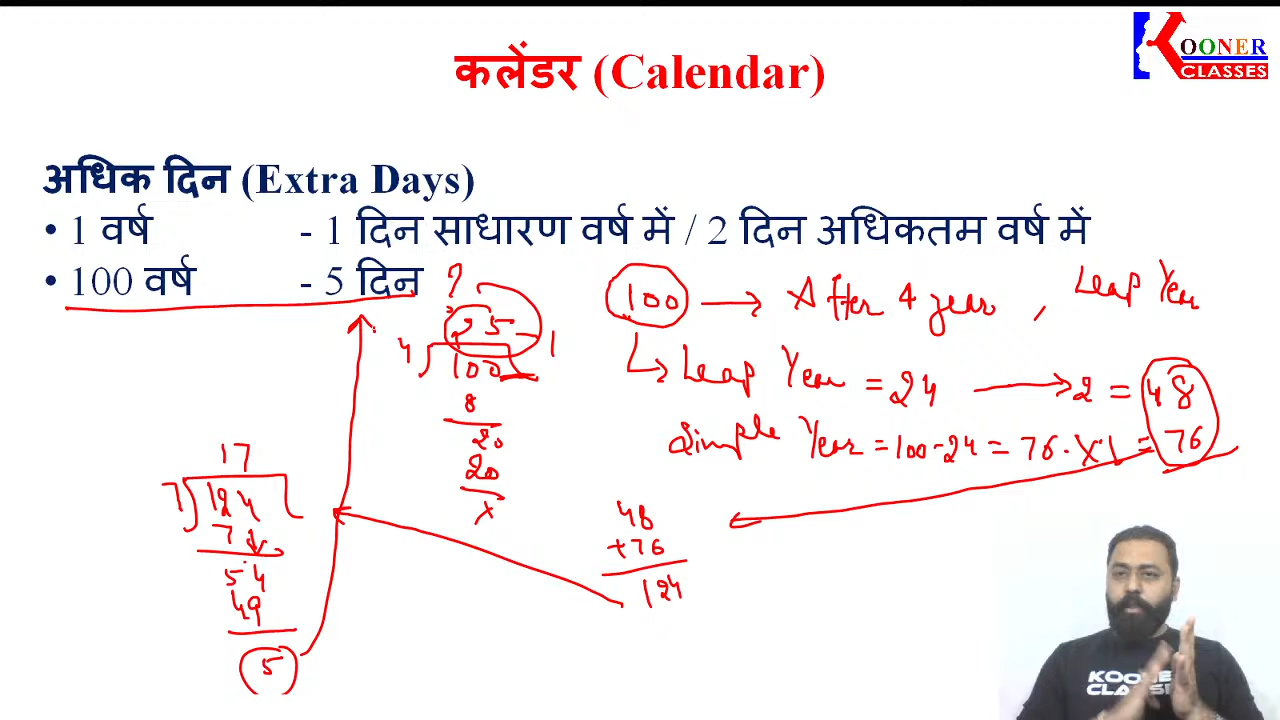 कलेंडर (Calendar)
KOONER
CLASSES
अधिक दिन (Extra Days)
• 1 वर्ष - 1 दिन साधारण वर्ष में / 2 दिन अधिकतम वर्ष में
• 100 वर्ष - 5 दिन ?
100 → After 4 year, Leap Year
25 - 1
4 100
8
20
20
x
↳ Leap Year = 24 → 2 = 48
Simple Year = 100-24 = 76 · x 1 = 76
17
7 124
7
54
49
5
48
+76
124
KOONER
CLASSES